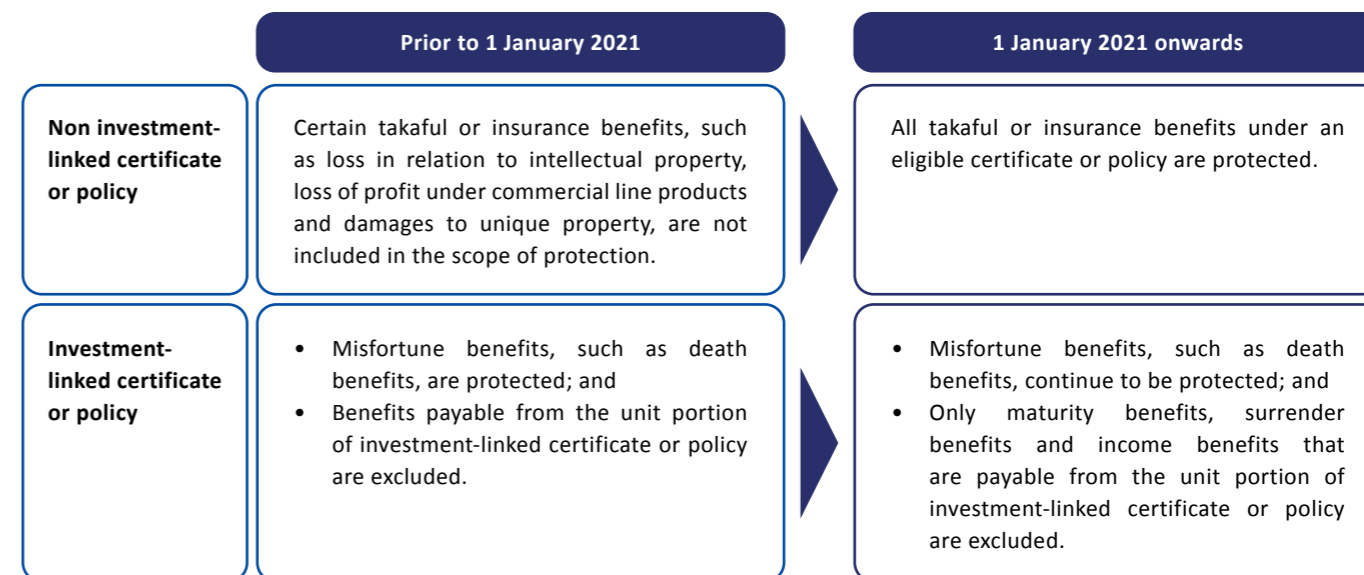 Prior to 1 January 2021
1 January 2021 onwards
Non investment-
linked certificate
or policy
Certain takaful or insurance benefits, such
as loss in relation to intellectual property,
loss of profit under commercial line products
and damages to unique property, are not
included in the scope of protection.
All takaful or insurance benefits under an
eligible certificate or policy are protected.
Investment-
linked certificate
or policy
• Misfortune benefits, such as death
benefits, are protected; and
• Benefits payable from the unit portion
of investment-linked certificate or policy
are excluded.
• Misfortune benefits, such as death
benefits, continue to be protected; and
• Only maturity benefits, surrender
benefits and income benefits that
are payable from the unit portion of
investment-linked certificate or policy
are excluded.